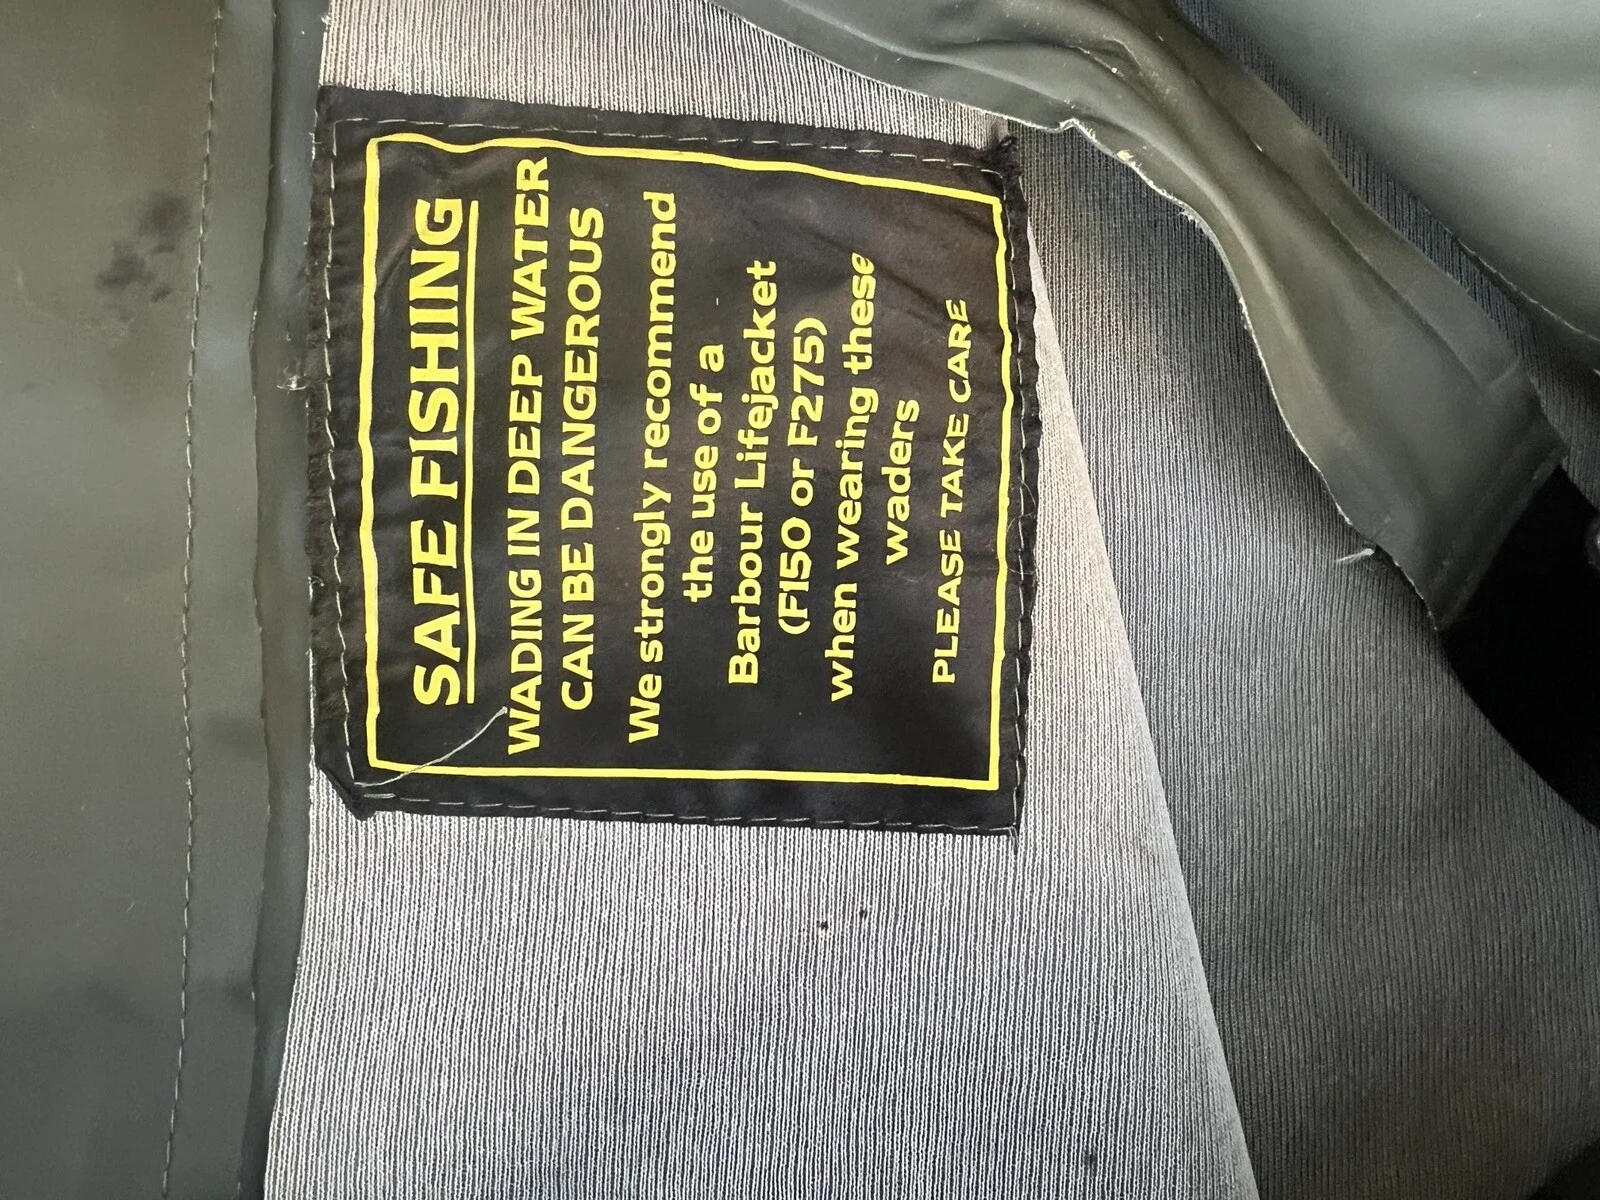 SAFE FISHING
WADING IN DEEP WATER
CAN BE DANGEROUS
We strongly recommend
the use of a
Barbour Lifejacket
(F150 or F275)
when wearing these
waders
PLEASE TAKE CARE